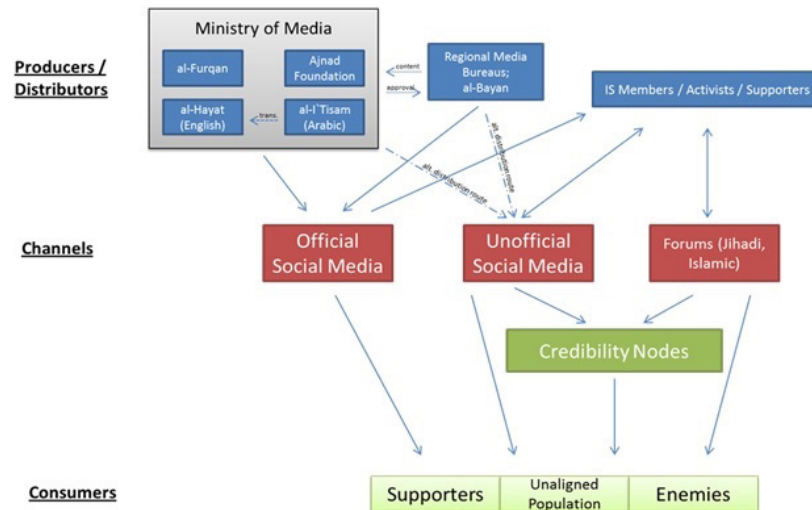 Ministry of Media
Producers /
Distributors
al-Furqan
Ajnad
Foundation
al-Hayat
(English)
trans.
al-I`Tisam
(Arabic)
content
approval
Regional Media
Bureaus;
al-Bayan
IS Members / Activists / Supporters
alt. distribution route
alt. distribution route
Channels
Official
Social Media
Unofficial
Social Media
Forums (Jihadi,
Islamic)
Credibility Nodes
Consumers
Supporters
Unaligned
Population
Enemies